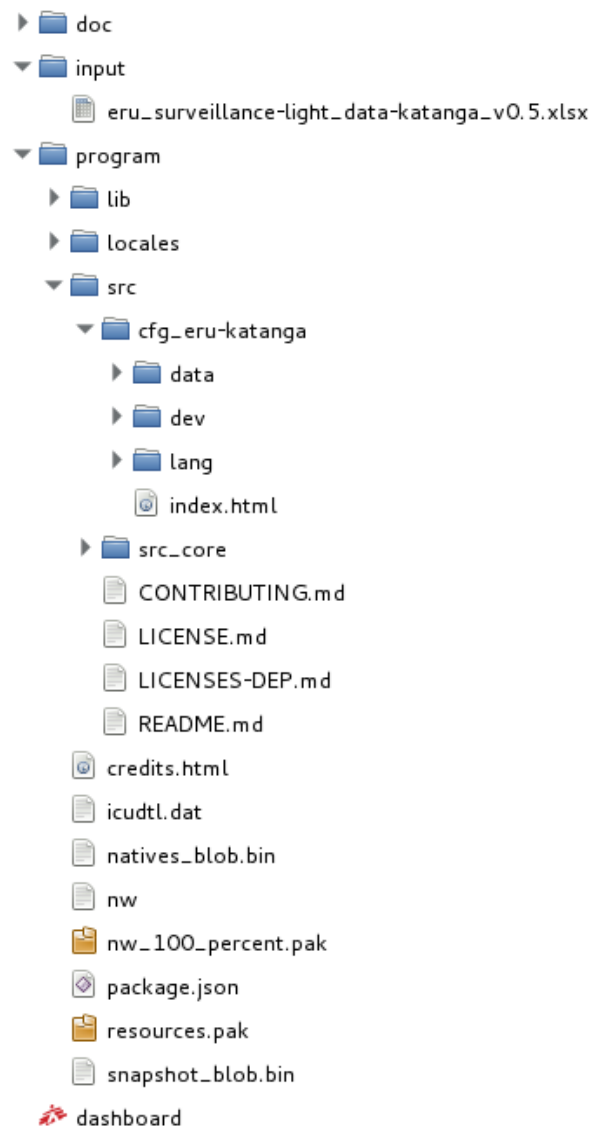 doc
input
eru_surveillance-light_data-katanga_v0.5.xlsx
program
lib
locales
src
cfg_eru-katanga
data
dev
lang
index.html
src_core
CONTRIBUTING.md
LICENSE.md
LICENSES-DEP.md
README.md
credits.html
icudtl.dat
natives_blob.bin
nw
nw_100_percent.pak
package.json
resources.pak
snapshot_blob.bin
dashboard